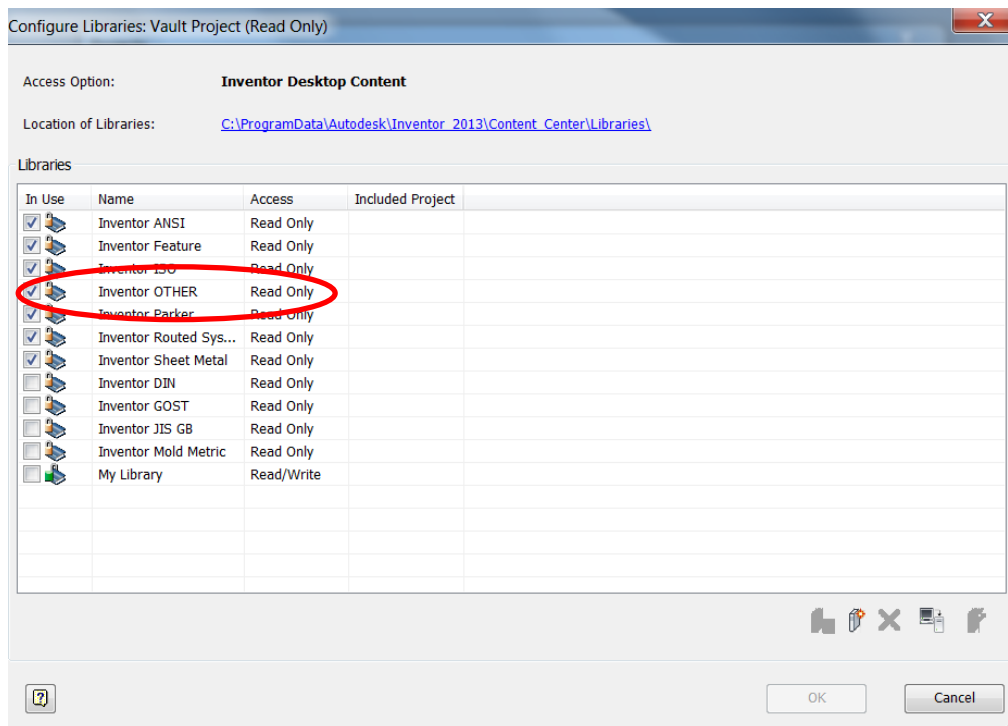 Configure Libraries: Vault Project (Read Only)
Access Option: Inventor Desktop Content
Location of Libraries: C:\ProgramData\Autodesk\Inventor_2013\Content_Center\Libraries\
Libraries
In Use Name Access Included Project
Inventor ANSI Read Only
Inventor Feature Read Only
Inventor ISO Read Only
Inventor OTHER Read Only
Inventor Parker Read Only
Inventor Routed Sys... Read Only
Inventor Sheet Metal Read Only
Inventor DIN Read Only
Inventor GOST Read Only
Inventor JIS GB Read Only
Inventor Mold Metric Read Only
My Library Read/Write
OK Cancel